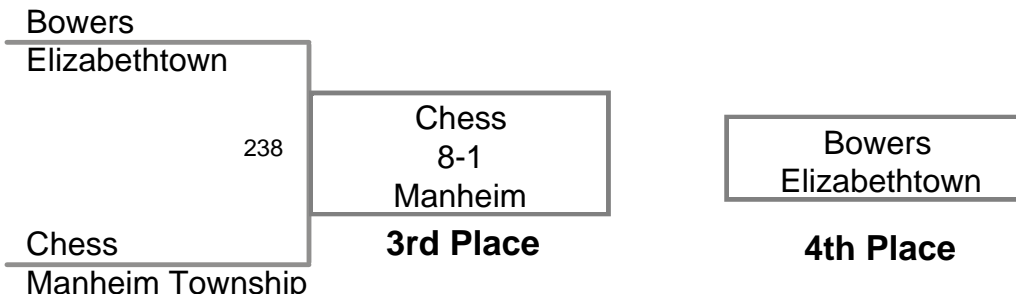 Bowers
Elizabethtown
238
Chess
Manheim Township
Chess
8-1
Manheim
3rd Place
Bowers
Elizabethtown
4th Place